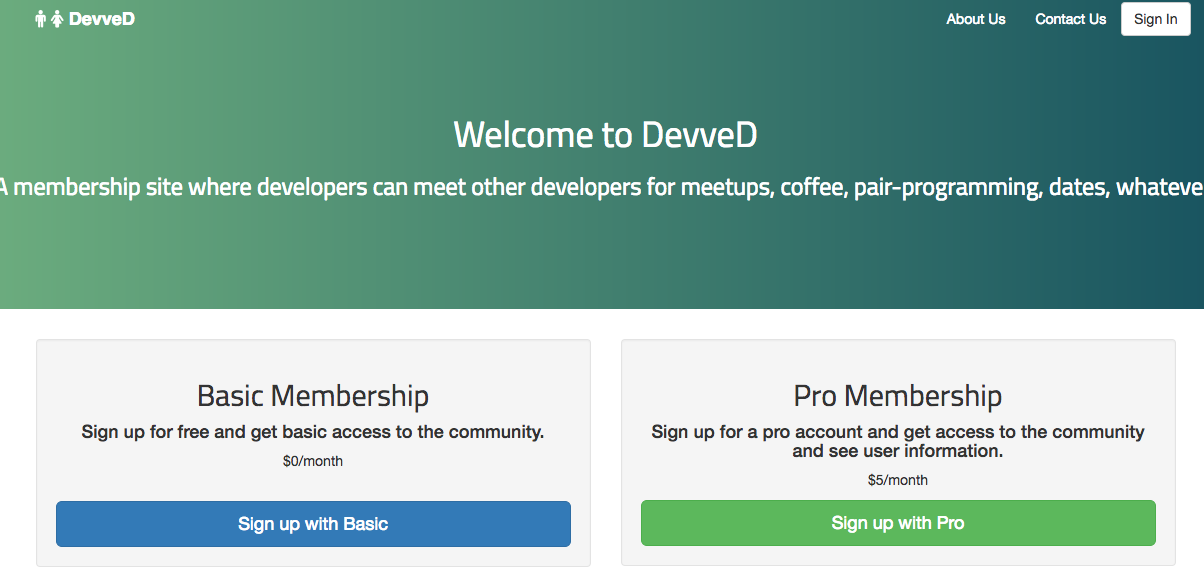 DevveD About Us Contact Us Sign In
Welcome to DevveD
A membership site where developers can meet other developers for meetups, coffee, pair-programming, dates, whateve
Basic Membership
Sign up for free and get basic access to the community.
$0/month
Sign up with Basic
Pro Membership
Sign up for a pro account and get access to the community
and see user information.
$5/month
Sign up with Pro